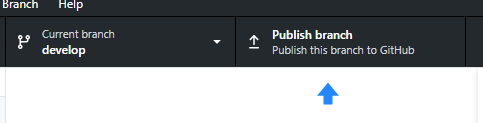 Branch Help
Current branch
develop
Publish branch
Publish this branch to GitHub